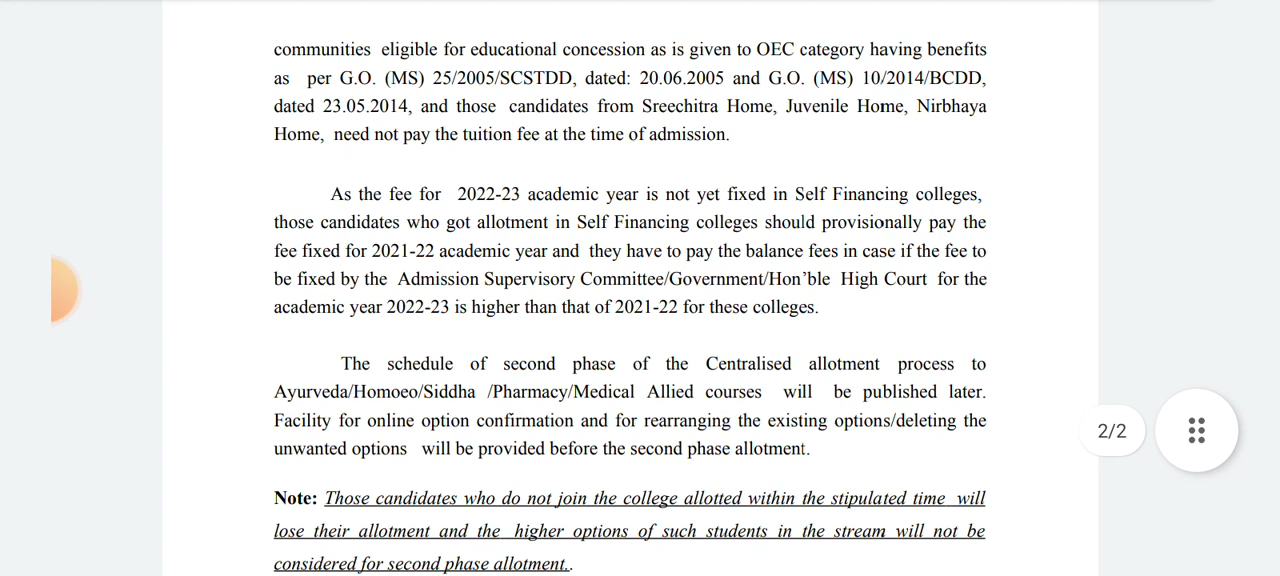 communities eligible for educational concession as is given to OEC category having benefits
as per G.O. (MS) 25/2005/SCSTDD, dated: 20.06.2005 and G.O. (MS) 10/2014/BCDD,
dated 23.05.2014, and those candidates from Sreechitra Home, Juvenile Home, Nirbhaya
Home, need not pay the tuition fee at the time of admission.
As the fee for 2022-23 academic year is not yet fixed in Self Financing colleges,
those candidates who got allotment in Self Financing colleges should provisionally pay the
fee fixed for 2021-22 academic year and they have to pay the balance fees in case if the fee to
be fixed by the Admission Supervisory Committee/Government/Hon’ble High Court for the
academic year 2022-23 is higher than that of 2021-22 for these colleges.
The schedule of second phase of the Centralised allotment process to
Ayurveda/Homoeo/Siddha /Pharmacy/Medical Allied courses will be published later.
Facility for online option confirmation and for rearranging the existing options/deleting the
unwanted options will be provided before the second phase allotment.
2/2
Note: Those candidates who do not join the college allotted within the stipulated time will
lose their allotment and the higher options of such students in the stream will not be
considered for second phase allotment..